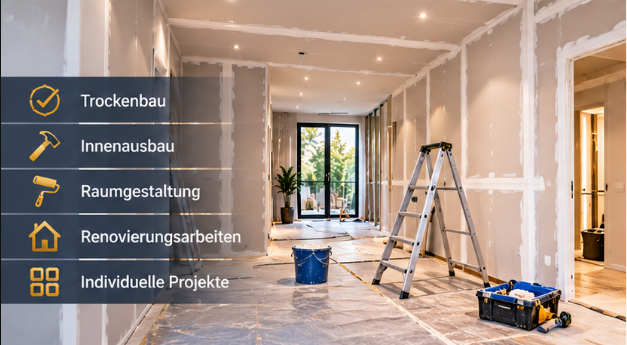 Trockenbau
Innenausbau
Raumgestaltung
Renovierungsarbeiten
Individuelle Projekte